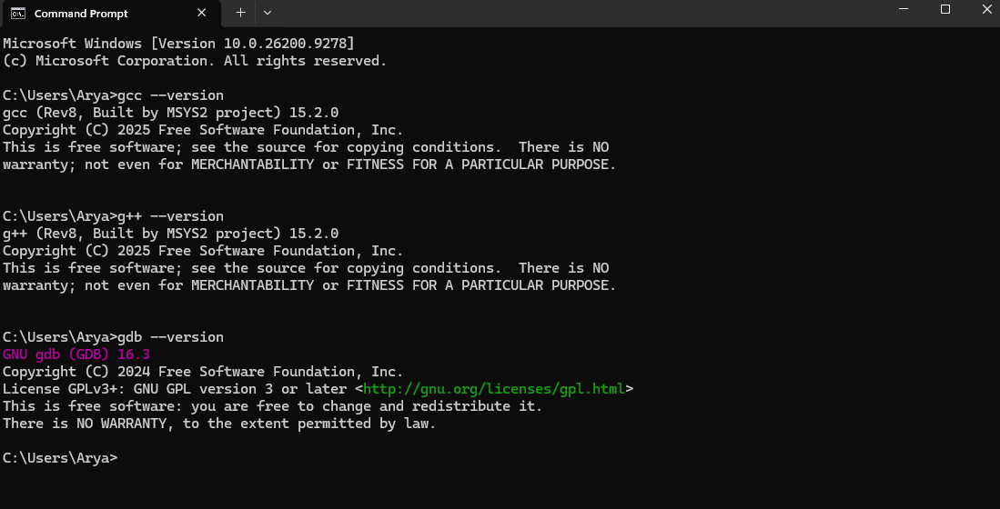 Command Prompt
Microsoft Windows [Version 10.0.26200.9278]
(c) Microsoft Corporation. All rights reserved.
C:\Users\Arya>gcc --version
gcc (Rev8, Built by MSYS2 project) 15.2.0
Copyright (C) 2025 Free Software Foundation, Inc.
This is free software; see the source for copying conditions.  There is NO
warranty; not even for MERCHANTABILITY or FITNESS FOR A PARTICULAR PURPOSE.
C:\Users\Arya>g++ --version
g++ (Rev8, Built by MSYS2 project) 15.2.0
Copyright (C) 2025 Free Software Foundation, Inc.
This is free software; see the source for copying conditions.  There is NO
warranty; not even for MERCHANTABILITY or FITNESS FOR A PARTICULAR PURPOSE.
C:\Users\Arya>gdb --version
GNU gdb (GDB) 16.3
Copyright (C) 2024 Free Software Foundation, Inc.
License GPLv3+: GNU GPL version 3 or later <http://gnu.org/licenses/gpl.html>
This is free software: you are free to change and redistribute it.
There is NO WARRANTY, to the extent permitted by law.
C:\Users\Arya>